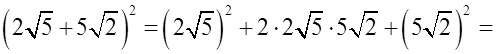 (2√5 + 5√2)² = (2√5)² + 2·2√5·5√2 + (5√2)² =